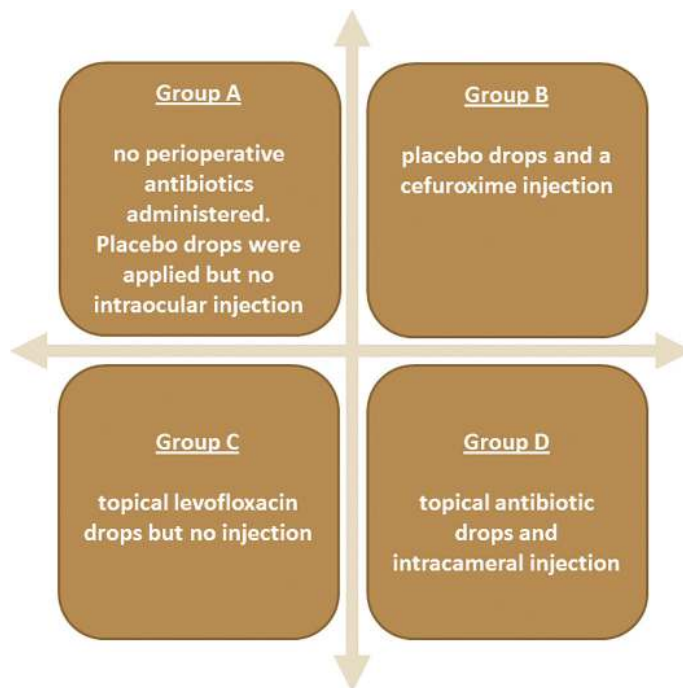 Group A
no perioperative
antibiotics
administered.
Placebo drops were
applied but no
intraocular injection
Group B
placebo drops and a
cefuroxime injection
Group C
topical levofloxacin
drops but no injection
Group D
topical antibiotic
drops and
intracameral injection